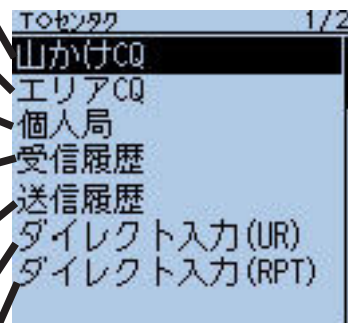 TOセンタク 1/2
山かけCQ
エリアCQ
個人局
受信履歴
送信履歴
ダイレクト入力(UR)
ダイレクト入力(RPT)